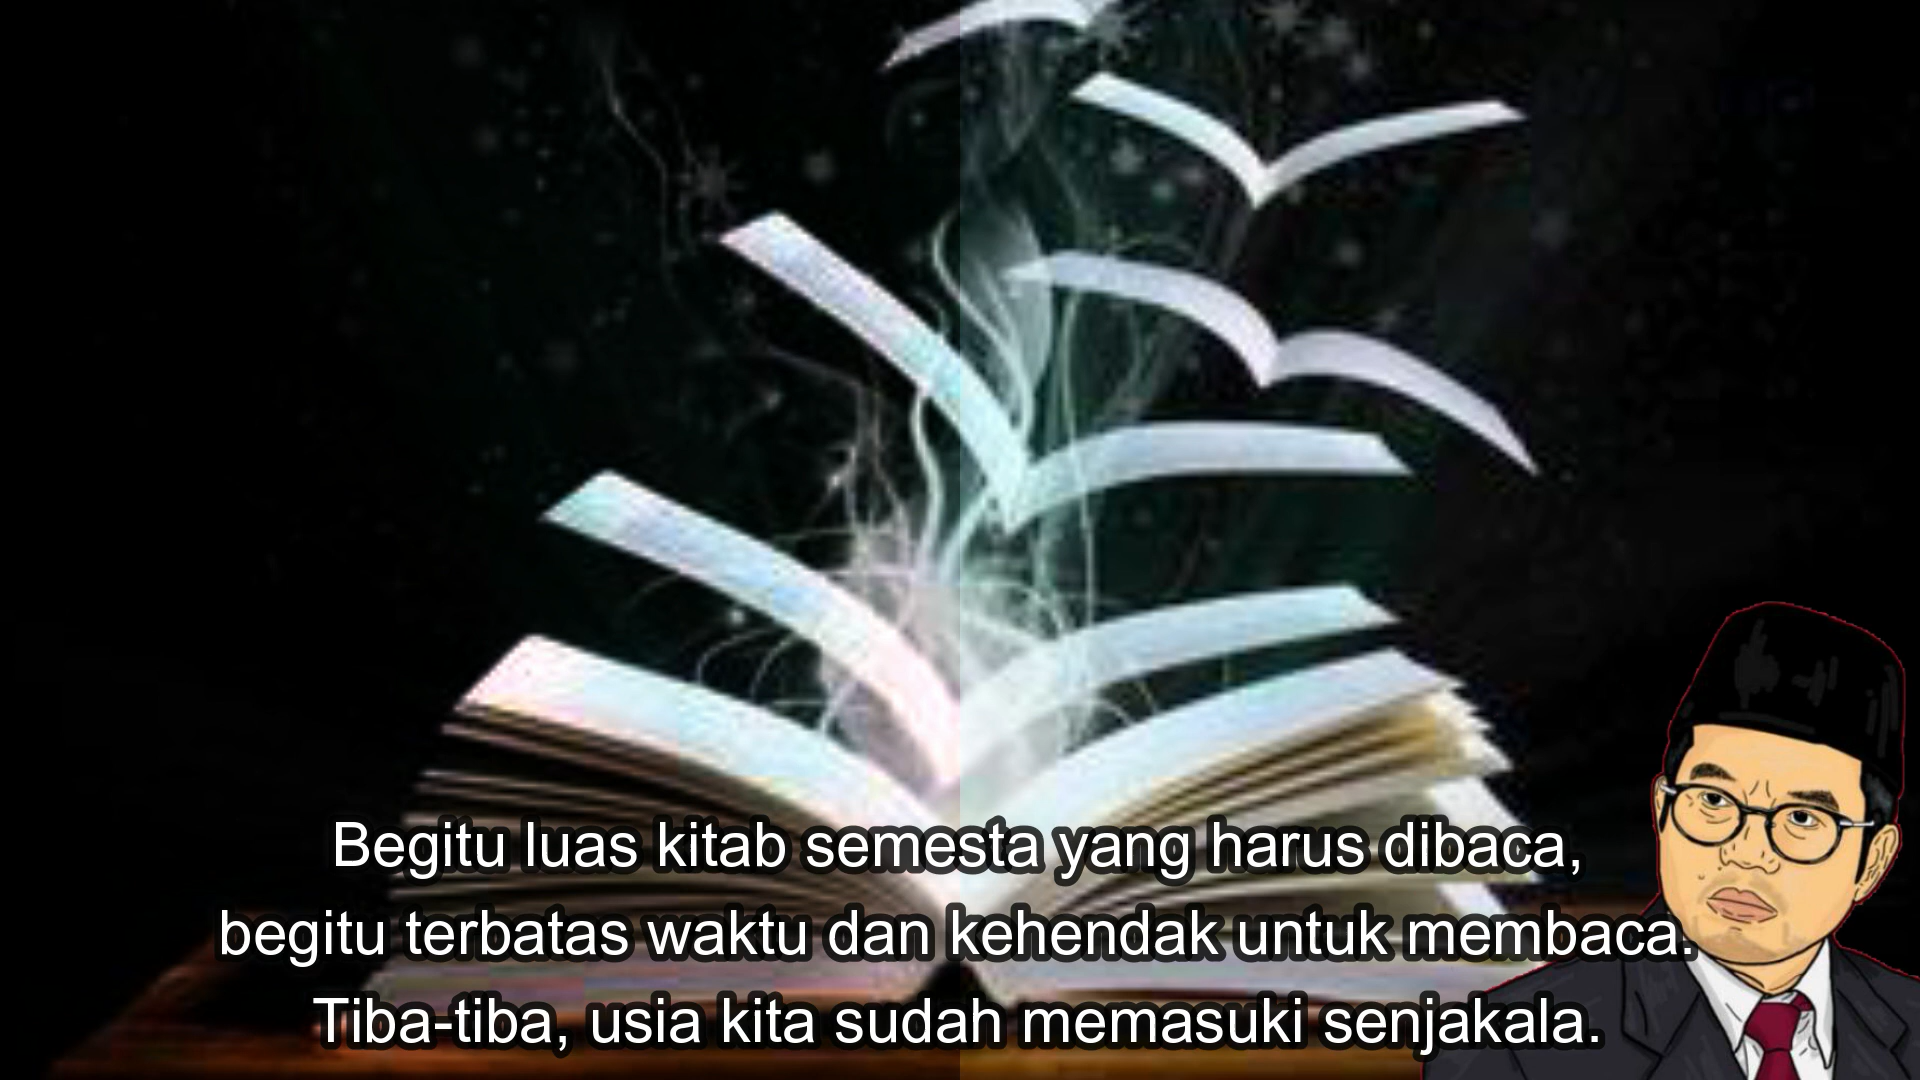 Begitu luas kitab semesta yang harus dibaca,
begitu terbatas waktu dan kehendak untuk membaca.
Tiba-tiba, usia kita sudah memasuki senjakala.